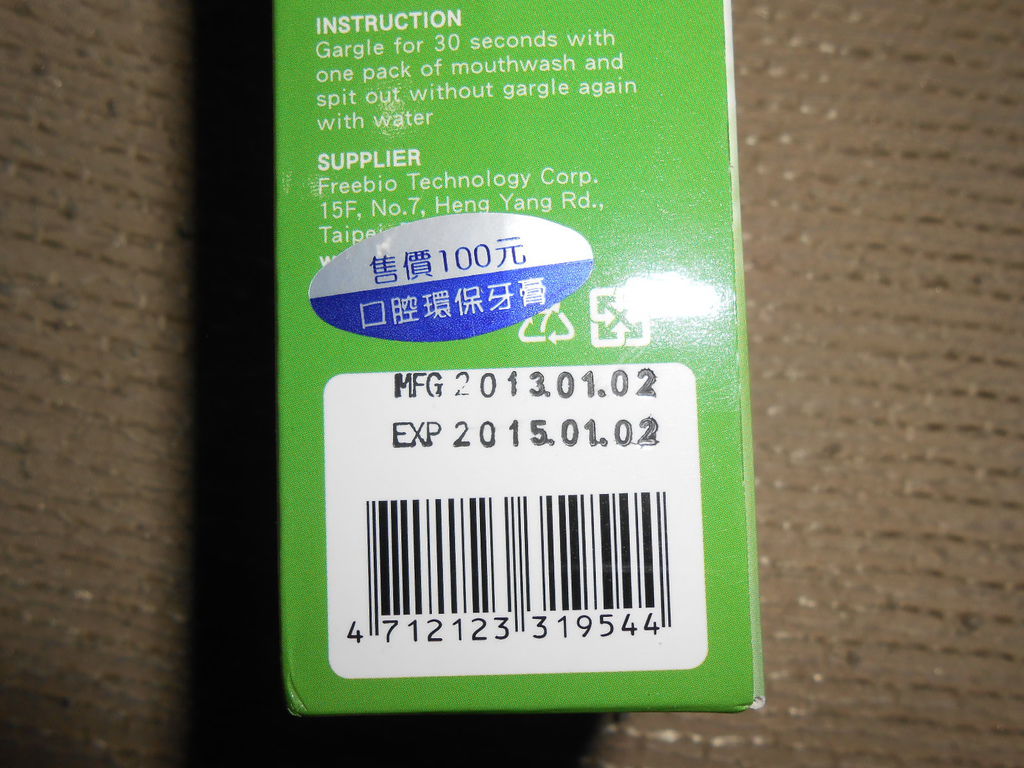 INSTRUCTION
Gargle for 30 seconds with
one pack of mouthwash and
spit out without gargle again
with water
SUPPLIER
Freebio Technology Corp.
15F, No.7, Heng Yang Rd.,
Taipei
售價100元
口腔環保牙膏
MFG 2013.01.02
EXP 2015.01.02
4 712123 319544